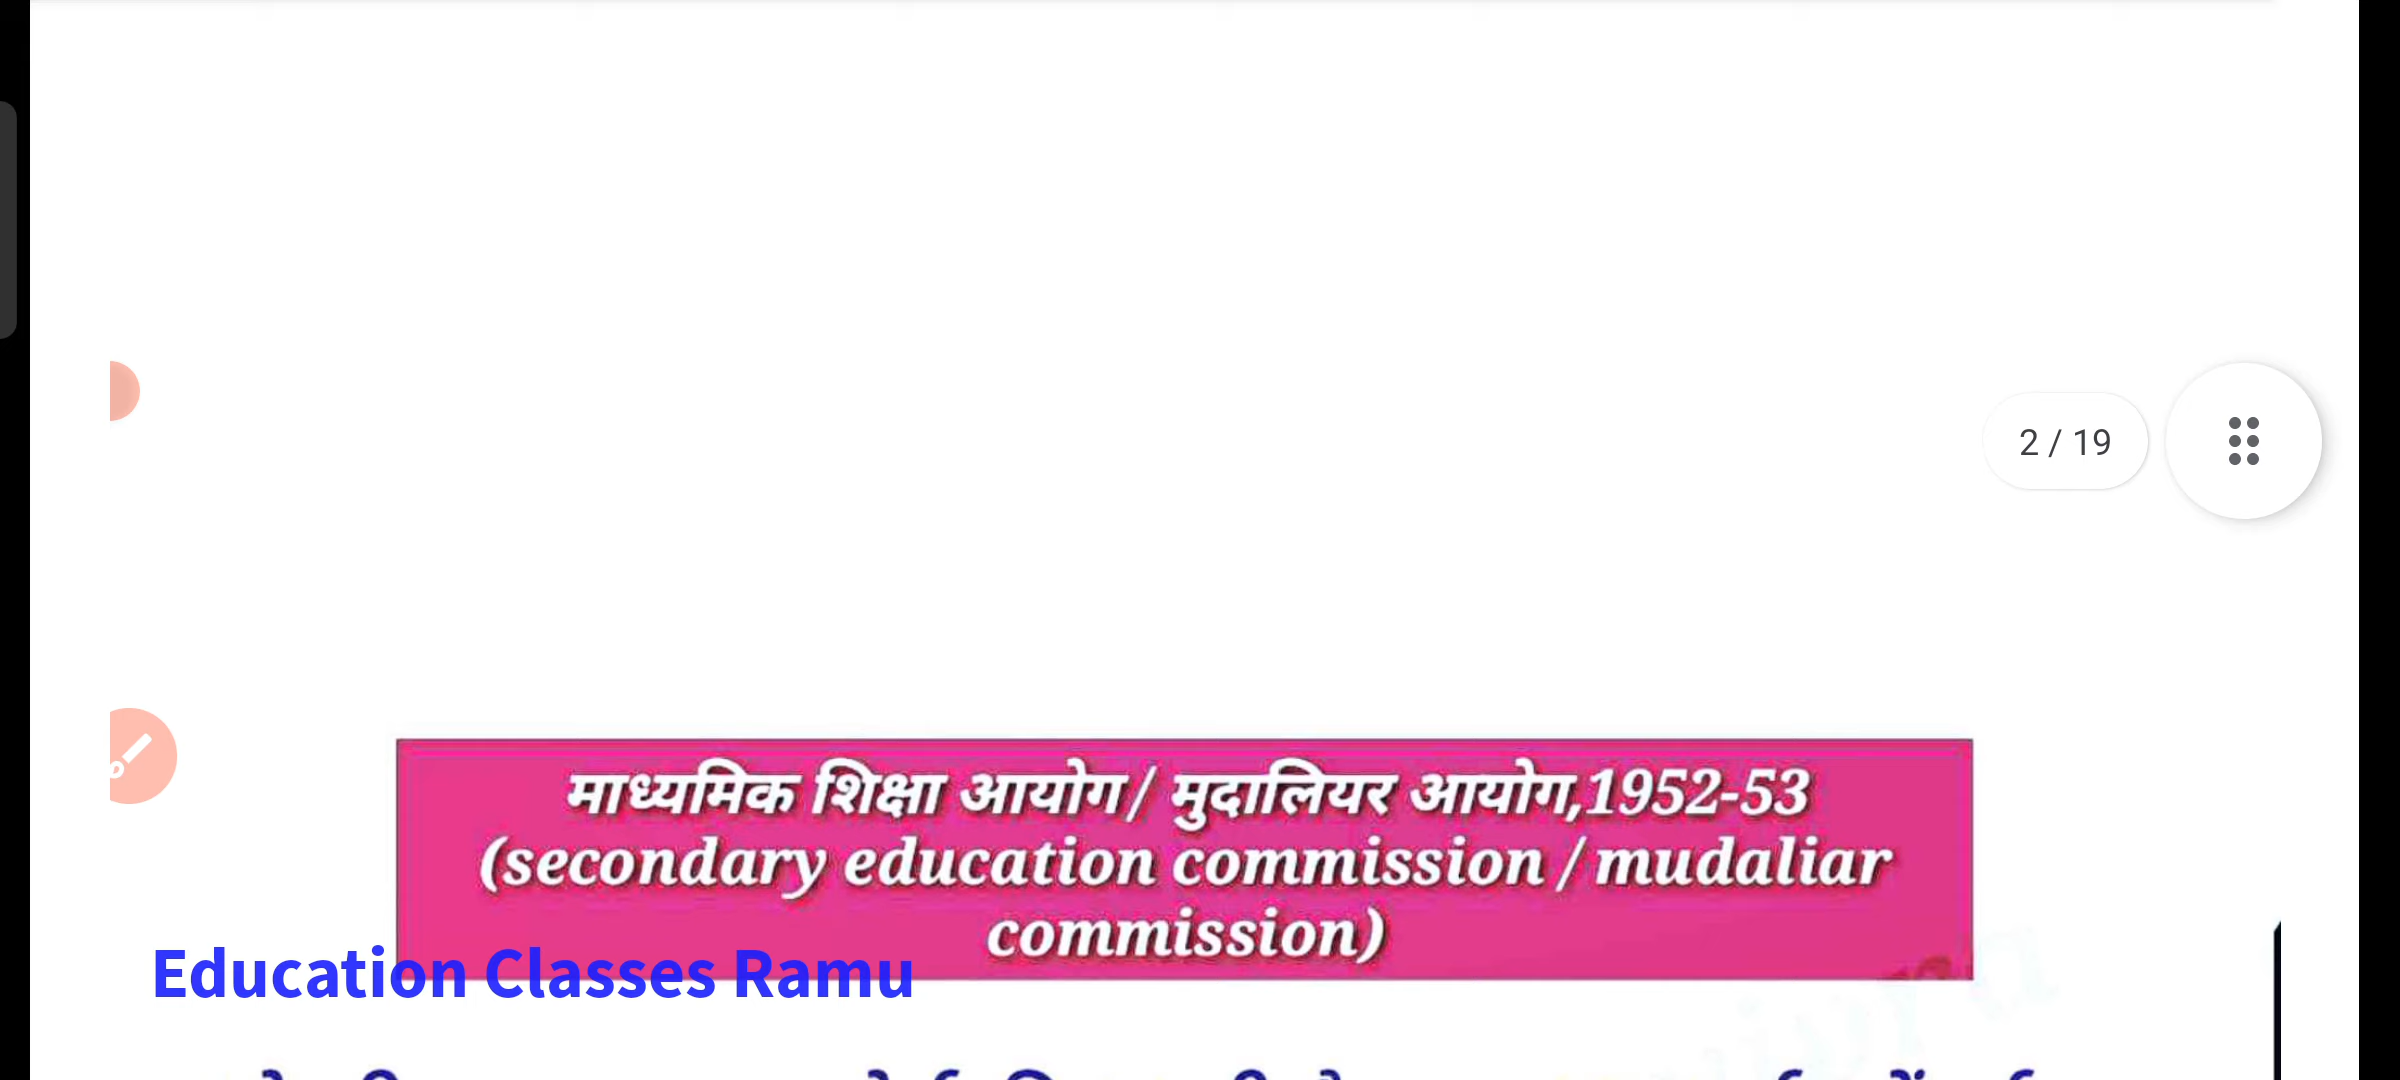 2 / 19
माध्यमिक शिक्षा आयोग/ मुदालियर आयोग,1952-53
(secondary education commission / mudaliar
commission)
Education Classes Ramu